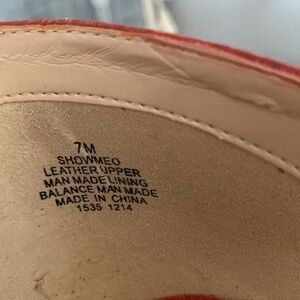 7M
SHOWMEO
LEATHER UPPER
MAN MADE LINING
BALANCE MAN MADE
MADE IN CHINA
1535 1214